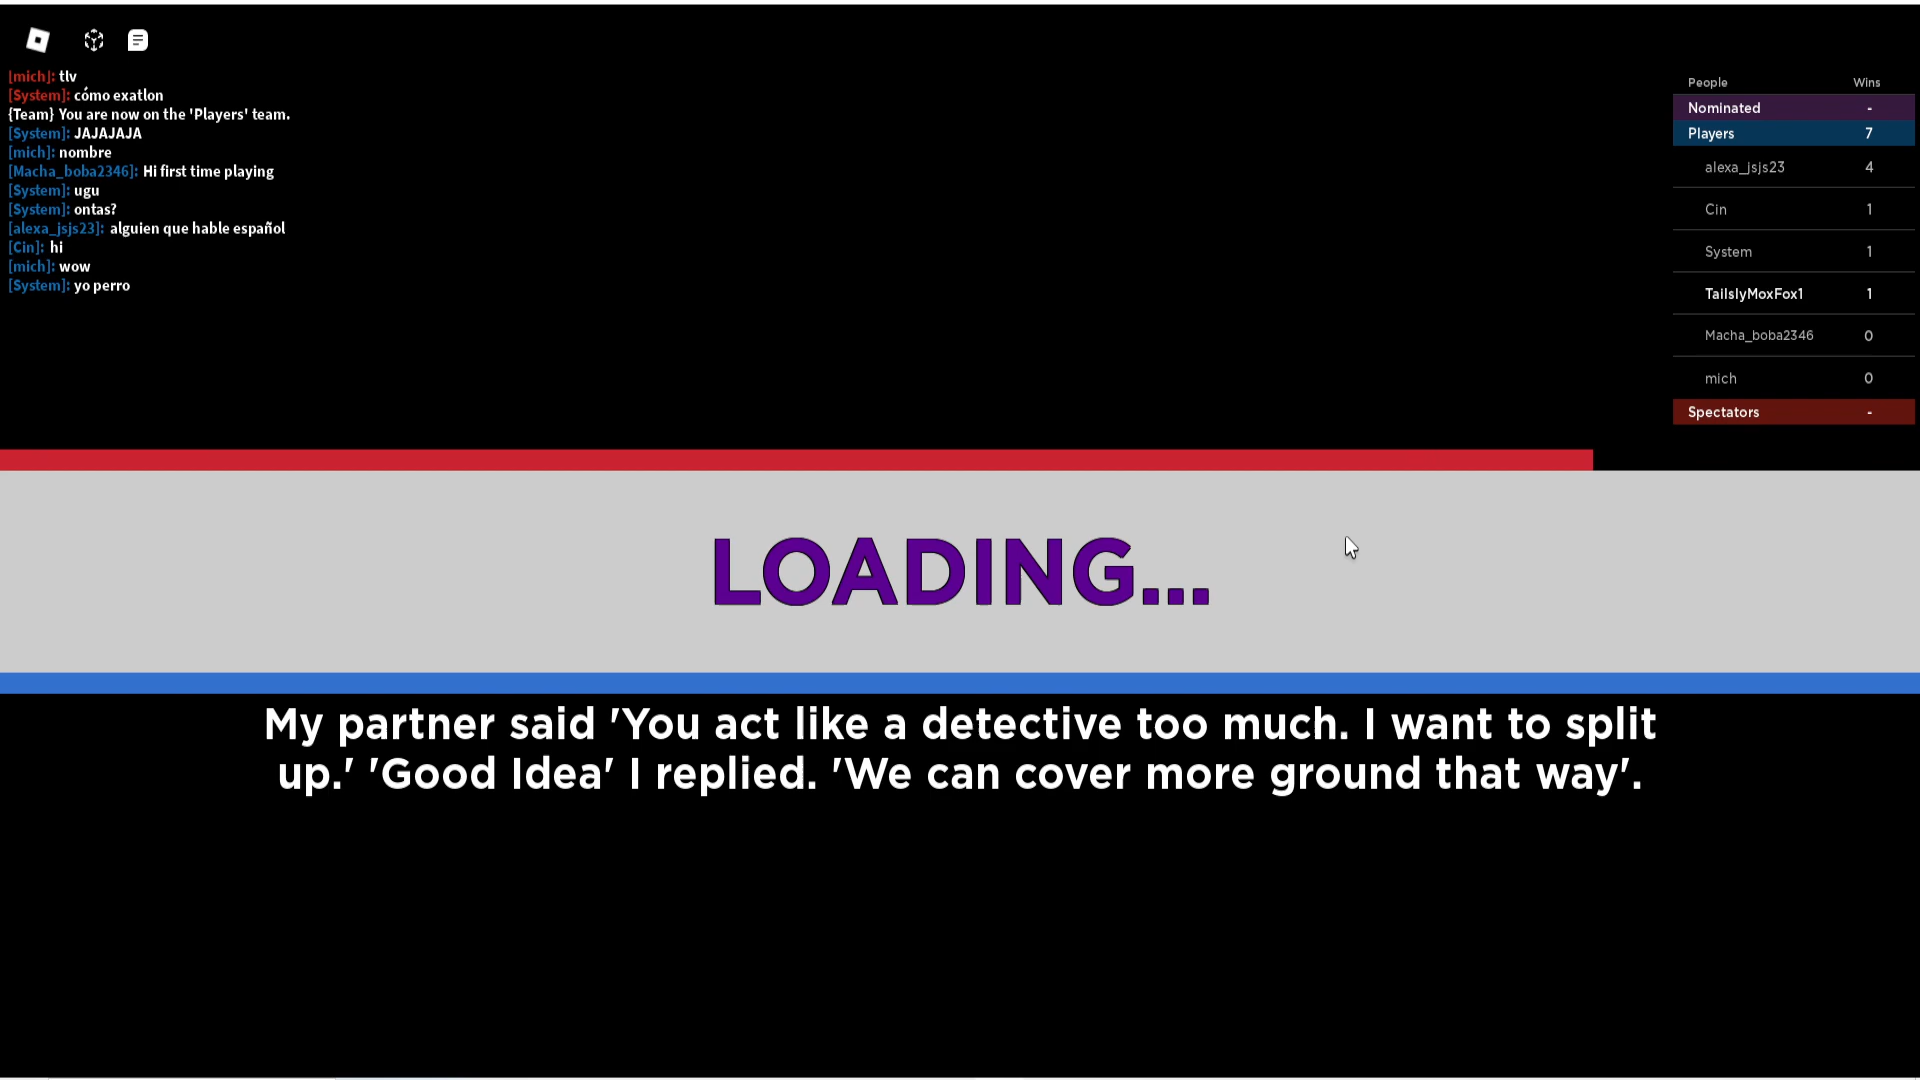 [mich]: tlv
[System]: cómo exatlon
{Team} You are now on the 'Players' team.
[System]: JAJAJAJA
[mich]: nombre
[Macha_boba2346]: Hi first time playing
[System]: ugu
[System]: ontas?
[alexa_jsjs23]: alguien que hable español
[Cin]: hi
[mich]: wow
[System]: yo perro
People Wins
Nominated -
Players 7
alexa_jsjs23 4
Cin 1
System 1
TailslyMoxFox1 1
Macha_boba2346 0
mich 0
Spectators -
LOADING...
My partner said 'You act like a detective too much. I want to split
up.' 'Good Idea' I replied. 'We can cover more ground that way'.